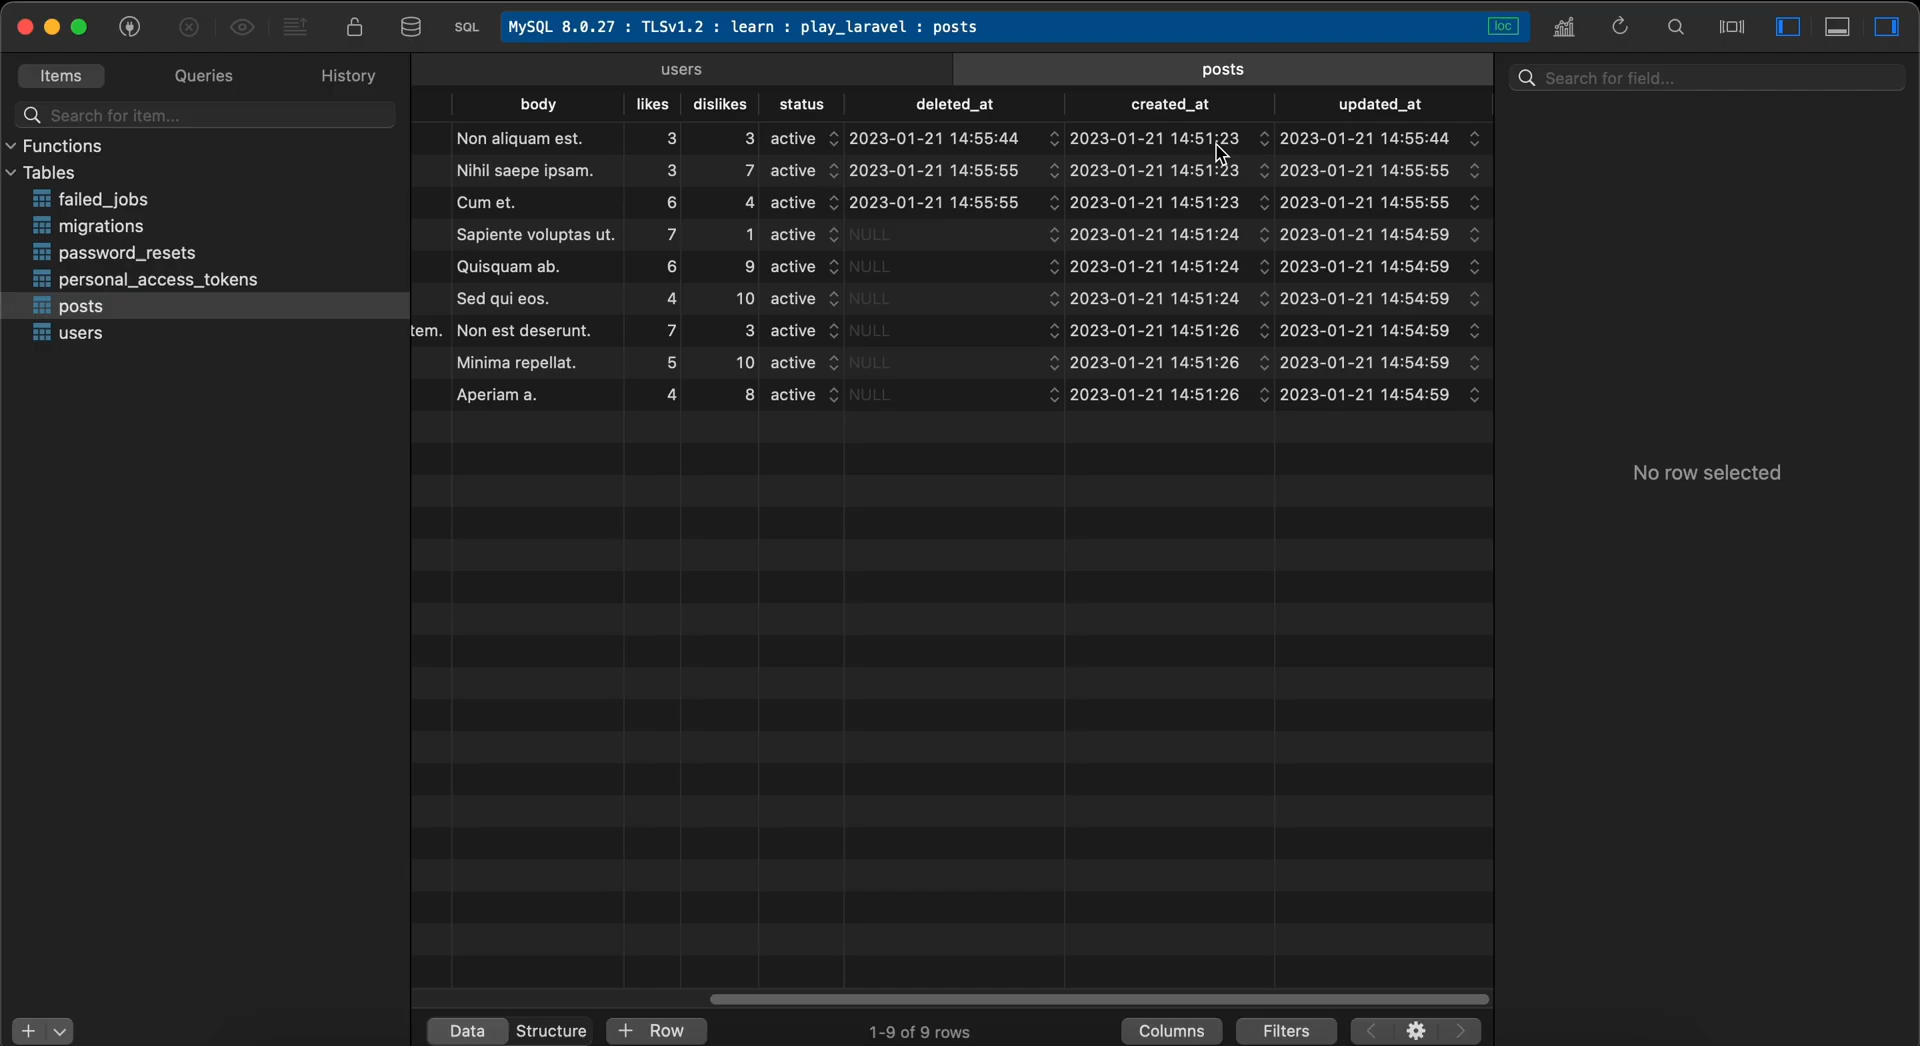 SQL MySQL 8.0.27 : TLSv1.2 : learn : play_laravel : posts loc
Items Queries History
Search for item...
Functions
Tables
failed_jobs
migrations
password_resets
personal_access_tokens
posts
users
users posts
body likes dislikes status deleted_at created_at updated_at
Non aliquam est. 3 3 active 2023-01-21 14:55:44 2023-01-21 14:51:23 2023-01-21 14:55:44
Nihil saepe ipsam. 3 7 active 2023-01-21 14:55:55 2023-01-21 14:51:23 2023-01-21 14:55:55
Cum et. 6 4 active 2023-01-21 14:55:55 2023-01-21 14:51:23 2023-01-21 14:55:55
Sapiente voluptas ut. 7 1 active NULL 2023-01-21 14:51:24 2023-01-21 14:54:59
Quisquam ab. 6 9 active NULL 2023-01-21 14:51:24 2023-01-21 14:54:59
Sed qui eos. 4 10 active NULL 2023-01-21 14:51:24 2023-01-21 14:54:59
tem. Non est deserunt. 7 3 active NULL 2023-01-21 14:51:26 2023-01-21 14:54:59
Minima repellat. 5 10 active NULL 2023-01-21 14:51:26 2023-01-21 14:54:59
Aperiam a. 4 8 active NULL 2023-01-21 14:51:26 2023-01-21 14:54:59
Data Structure + Row 1-9 of 9 rows Columns Filters
Search for field...
No row selected